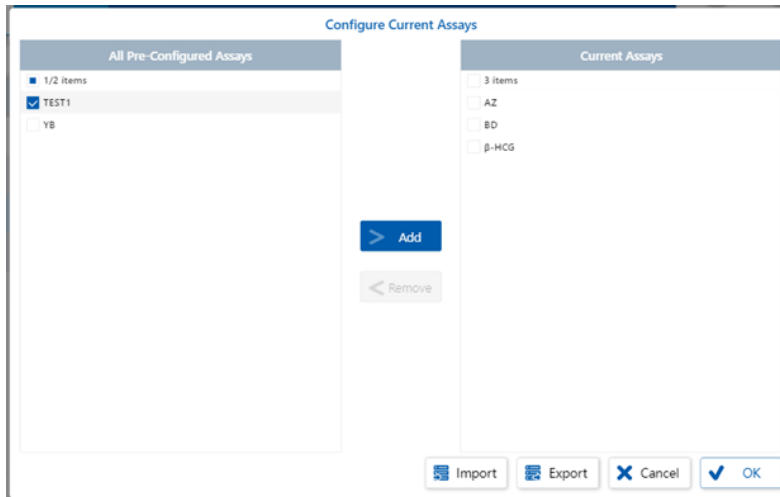 Configure Current Assays
All Pre-Configured Assays
1/2 items
TEST1
YB
Add
Remove
Current Assays
3 items
AZ
BD
β-HCG
Import
Export
Cancel
OK